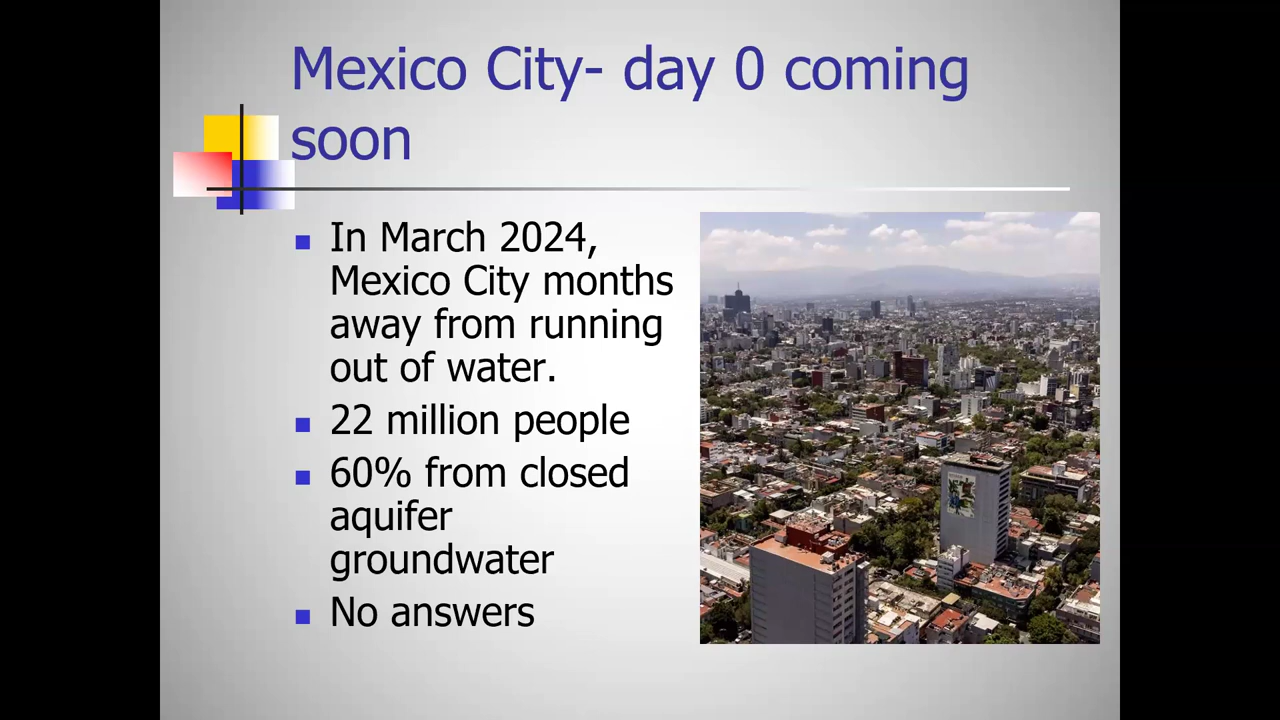 Mexico City- day 0 coming
soon
In March 2024,
Mexico City months
away from running
out of water.
22 million people
60% from closed
aquifer
groundwater
No answers